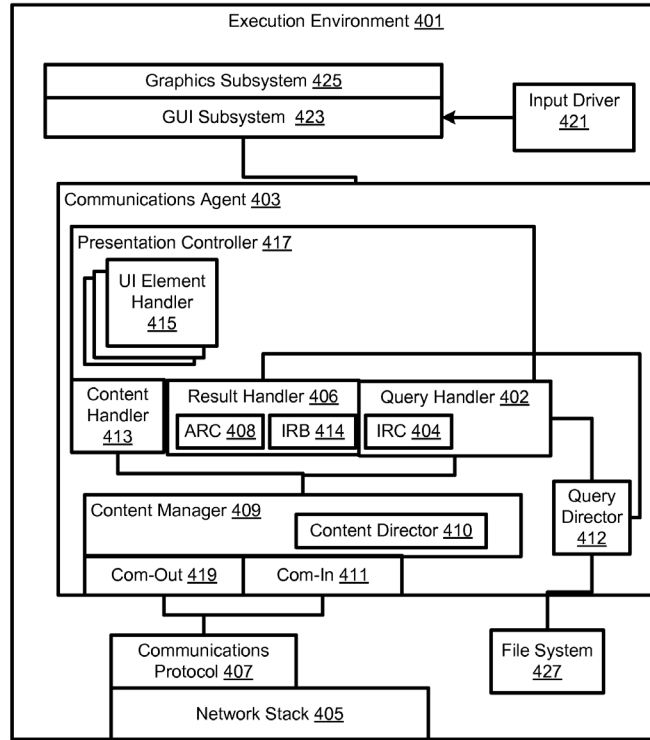 Execution Environment 401
Graphics Subsystem 425
GUI Subsystem 423
Input Driver
421
Communications Agent 403
Presentation Controller 417
UI Element
Handler
415
Content
Handler
413
Result Handler 406
ARC 408
IRB 414
Query Handler 402
IRC 404
Content Manager 409
Content Director 410
Query
Director
412
Com-Out 419
Com-In 411
Communications
Protocol 407
File System
427
Network Stack 405